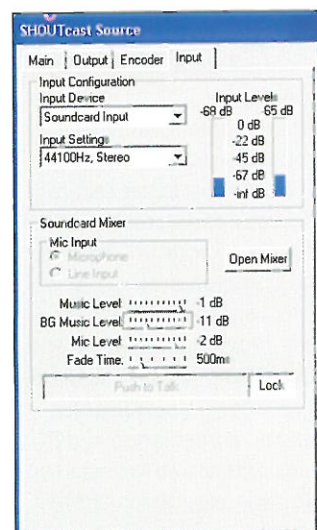 SHOUTcast Source
Main Output Encoder Input
Input Configuration
Input Device
Soundcard Input
Input Levels
-68 dB -65 dB
0 dB
-22 dB
-45 dB
-67 dB
-inf dB
Input Settings
44100Hz, Stereo
Soundcard Mixer
Mic Input
Microphone
Line Input
Open Mixer
Music Level: -1 dB
BG Music Level: -11 dB
Mic Level: -2 dB
Fade Time: 500ms
Push to Talk Lock